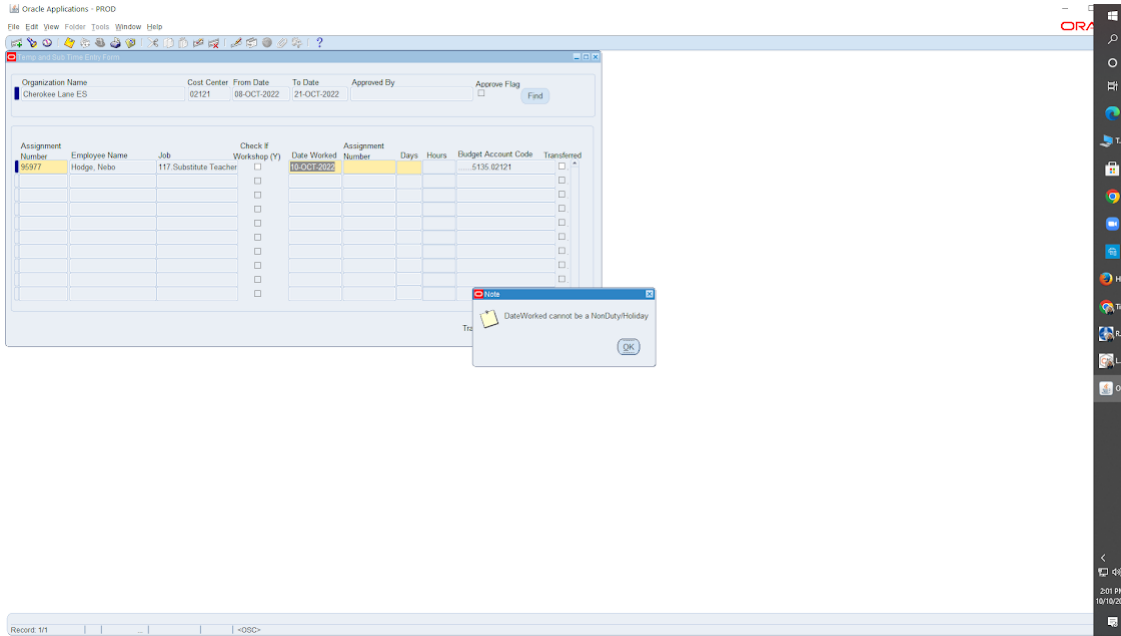 Oracle Applications - PROD
File Edit View Folder Tools Window Help
ORA
Temp and Sub Time Entry Form
Organization Name Cost Center From Date To Date Approved By Approve Flag
Cherokee Lane ES 02121 08-OCT-2022 21-OCT-2022
Find
Assignment Number Employee Name Job Check If Workshop (Y) Date Worked Assignment Number Days Hours Budget Account Code Transferred
95977 Hodge, Nebo 117.Substitute Teacher 10-OCT-2022 ......5135.02121
Note
DateWorked cannot be a NonDuty/Holiday
OK
Record: 1/1 ... <OSC>
2:01 P
10/10/20